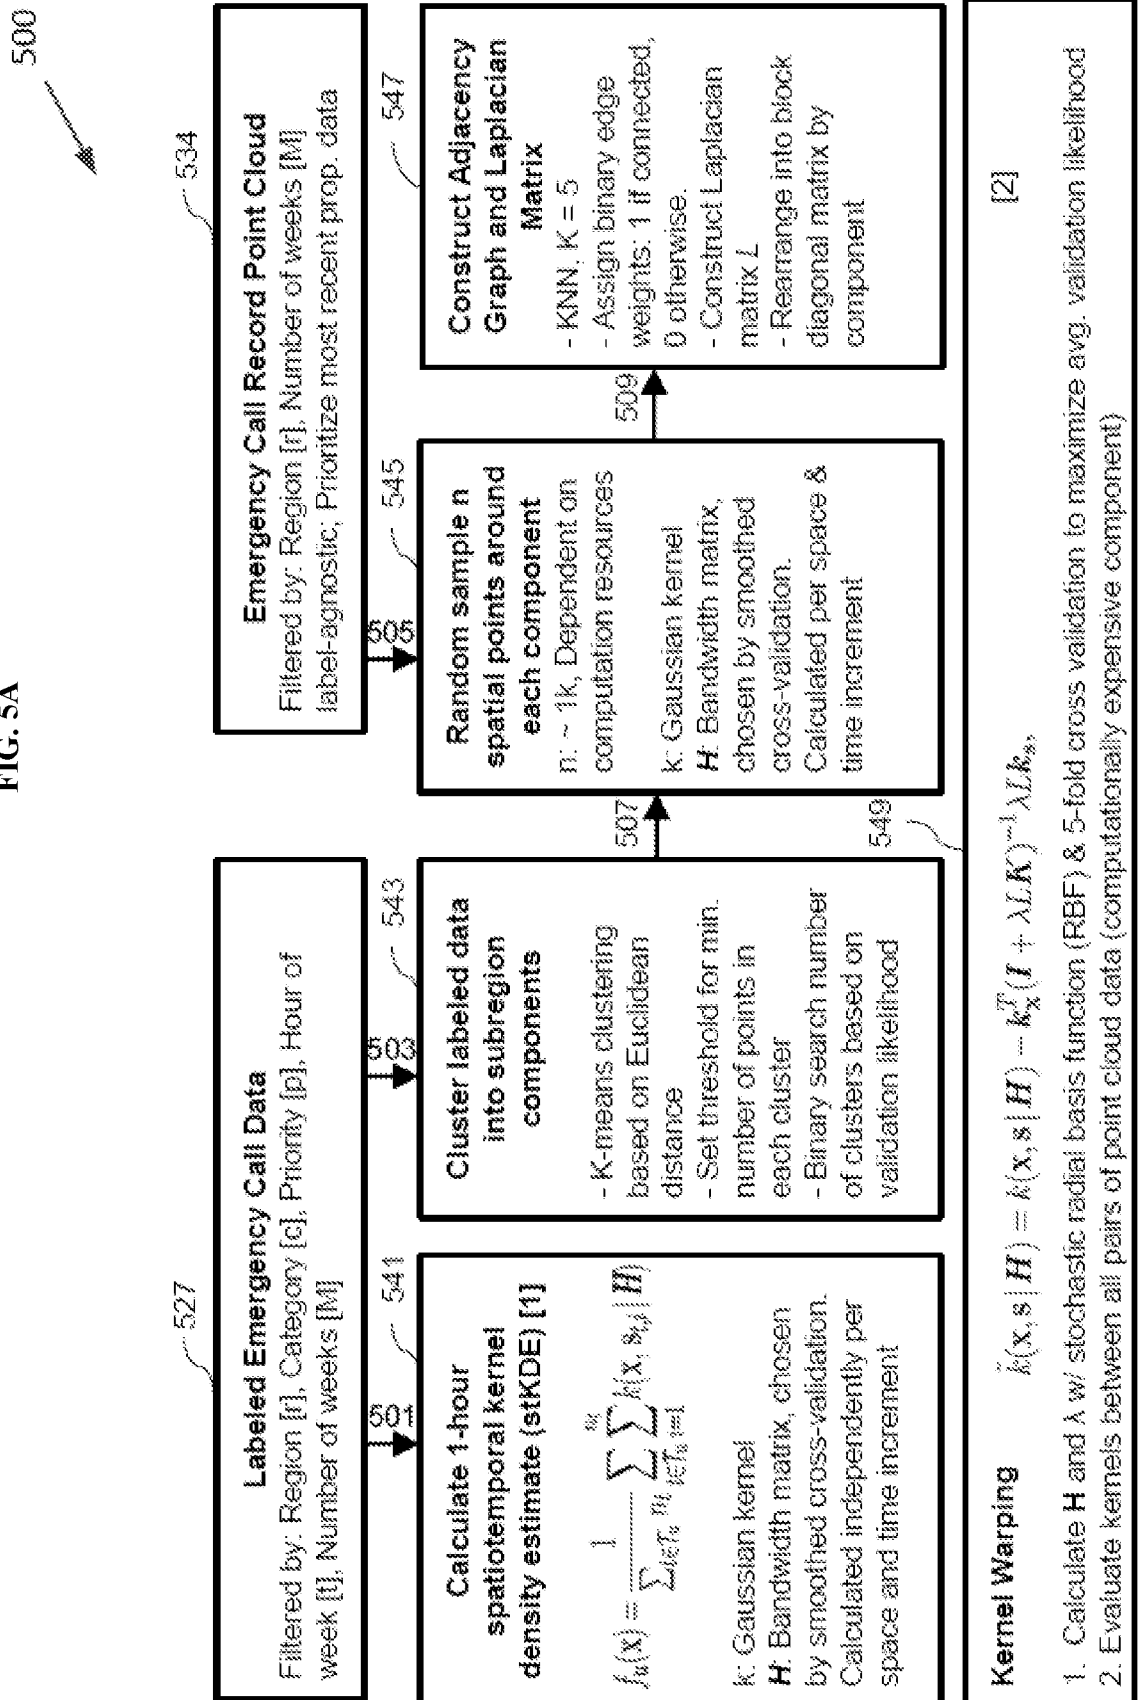 FIG. 5A
500
527
Labeled Emergency Call Data
Filtered by: Region [r], Category [c], Priority [p], Hour of
week [t], Number of weeks [M]
534
Emergency Call Record Point Cloud
Filtered by: Region [r], Number of weeks [M]
label-agnostic; Prioritize most recent prop. data
501
503
505
541
Calculate 1-hour
spatiotemporal kernel
density estimate (stKDE) [1]
k: Gaussian kernel
H: Bandwidth matrix, chosen
by smoothed cross-validation.
Calculated independently per
space and time increment
543
Cluster labeled data
into subregion
components
- K-means clustering
based on Euclidean
distance
- Set threshold for min.
number of points in
each cluster
- Binary search number
of clusters based on
validation likelihood
507
545
Random sample n
spatial points around
each component
n: ~ 1k, Dependent on
computation resources
k: Gaussian kernel
H: Bandwidth matrix,
chosen by smoothed
cross-validation.
Calculated per space &
time increment
509
547
Construct Adjacency
Graph and Laplacian
Matrix
- KNN, K = 5
- Assign binary edge
weights: 1 if connected,
0 otherwise.
- Construct Laplacian
matrix L
- Rearrange into block
diagonal matrix by
component
549
Kernel Warping
[2]
1. Calculate H and λ w/ stochastic radial basis function (RBF) & 5-fold cross validation to maximize avg. validation likelihood
2. Evaluate kernels between all pairs of point cloud data (computationally expensive component)